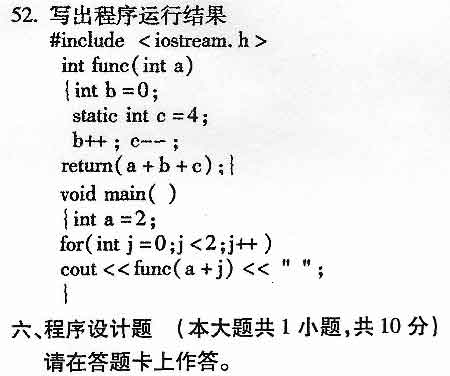 52. 写出程序运行结果
#include <iostream.h>
int func(int a)
{int b=0;
static int c=4;
b++; c--;
return(a+b+c);}
void main( )
{int a=2;
for(int j=0;j<2;j++)
cout<<func(a+j)<<" ";
}
六、程序设计题 (本大题共1小题,共10分)
请在答题卡上作答。